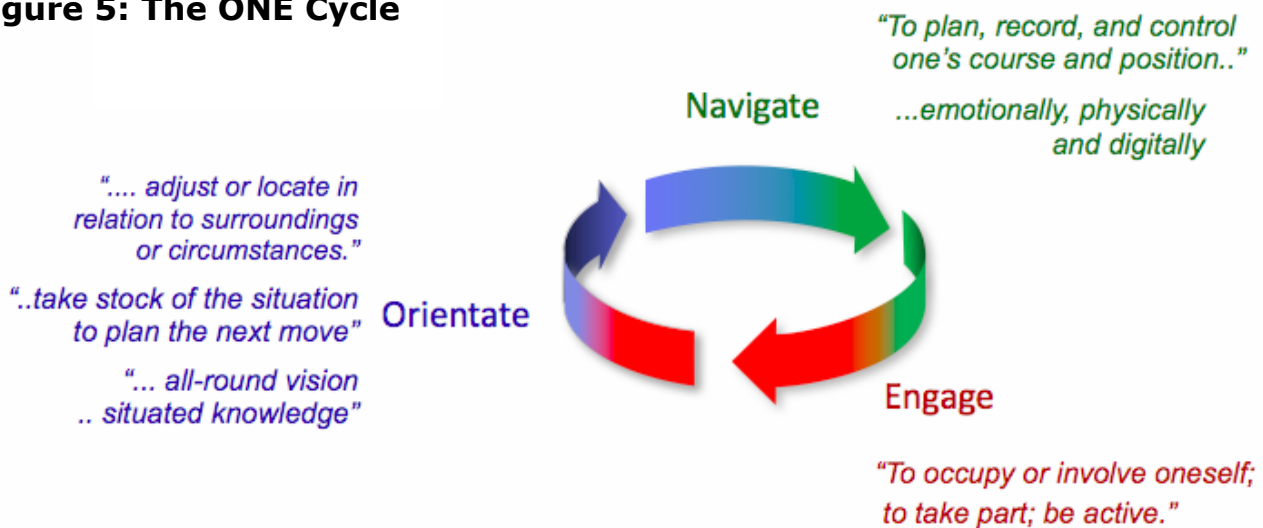 gure 5: The ONE Cycle
"To plan, record, and control
one's course and position.."
Navigate
...emotionally, physically
and digitally
".... adjust or locate in
relation to surroundings
or circumstances."
"..take stock of the situation
to plan the next move"
Orientate
"... all-round vision
.. situated knowledge"
Engage
"To occupy or involve oneself;
to take part; be active."